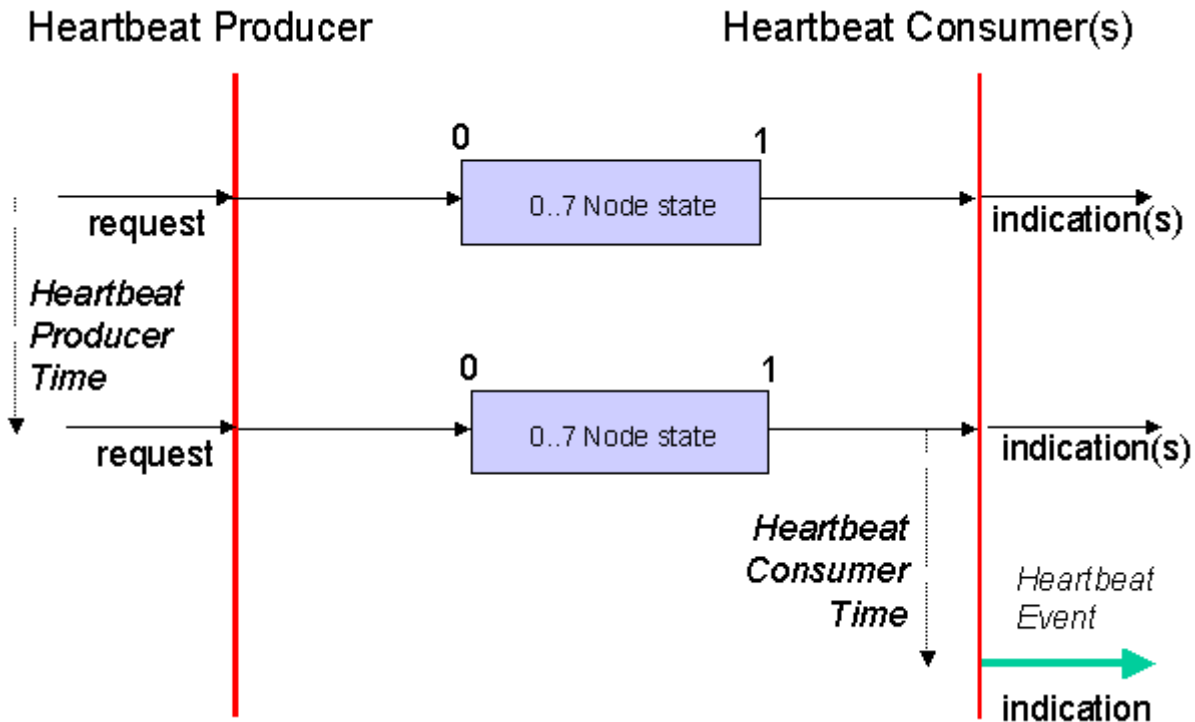 Heartbeat Producer
Heartbeat Consumer(s)
0
1
0..7 Node state
request
indication(s)
Heartbeat
Producer
Time
0
1
0..7 Node state
request
indication(s)
Heartbeat
Consumer
Time
Heartbeat
Event
indication